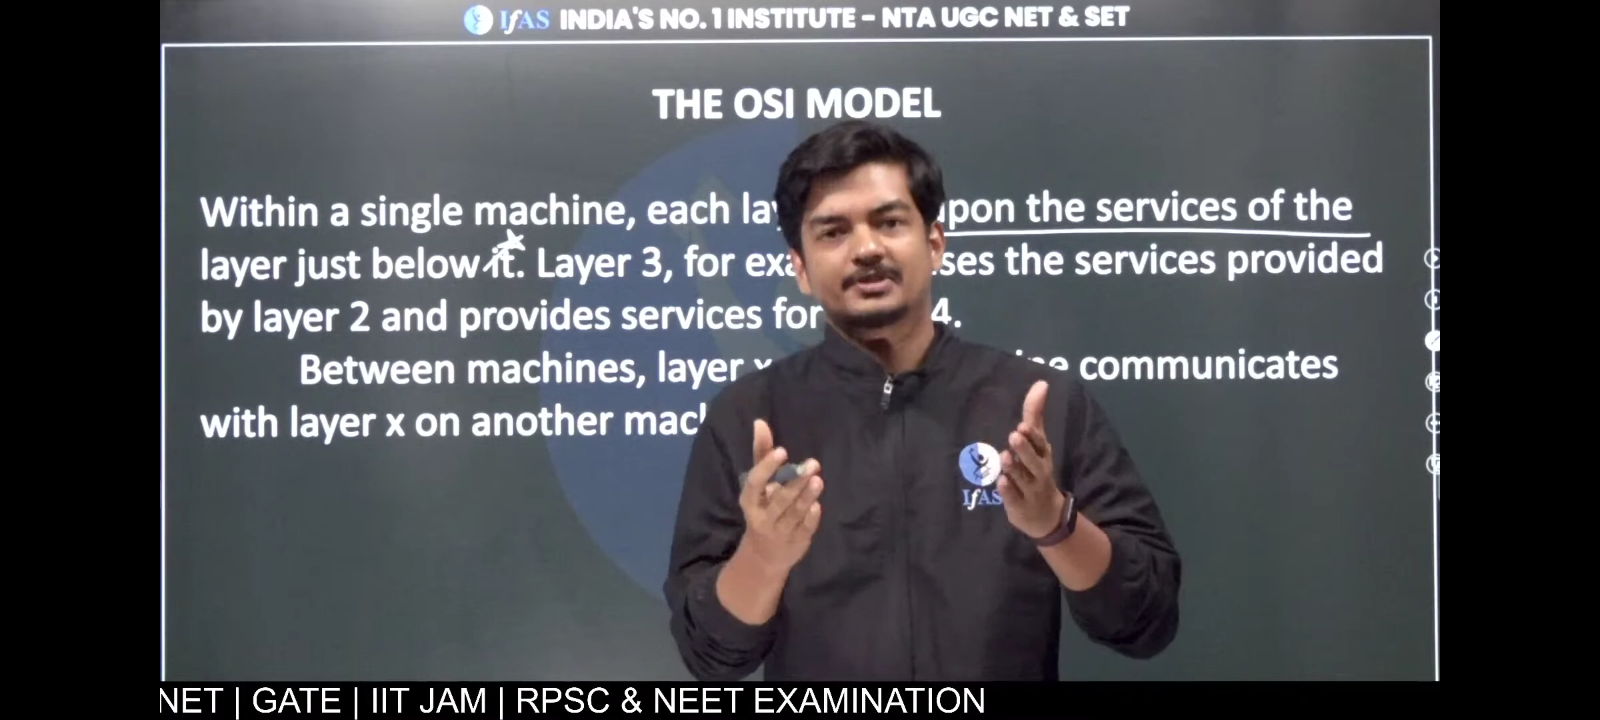 IfAS INDIA'S NO. 1 INSTITUTE - NTA UGC NET & SET
THE OSI MODEL
Within a single machine, each upon the services of the
layer just below it. Layer 3, for the services provided
by layer 2 and provides services for 4.
Between machines, layer communicates
with layer x on another
IfAS
NET | GATE | IIT JAM | RPSC & NEET EXAMINATION